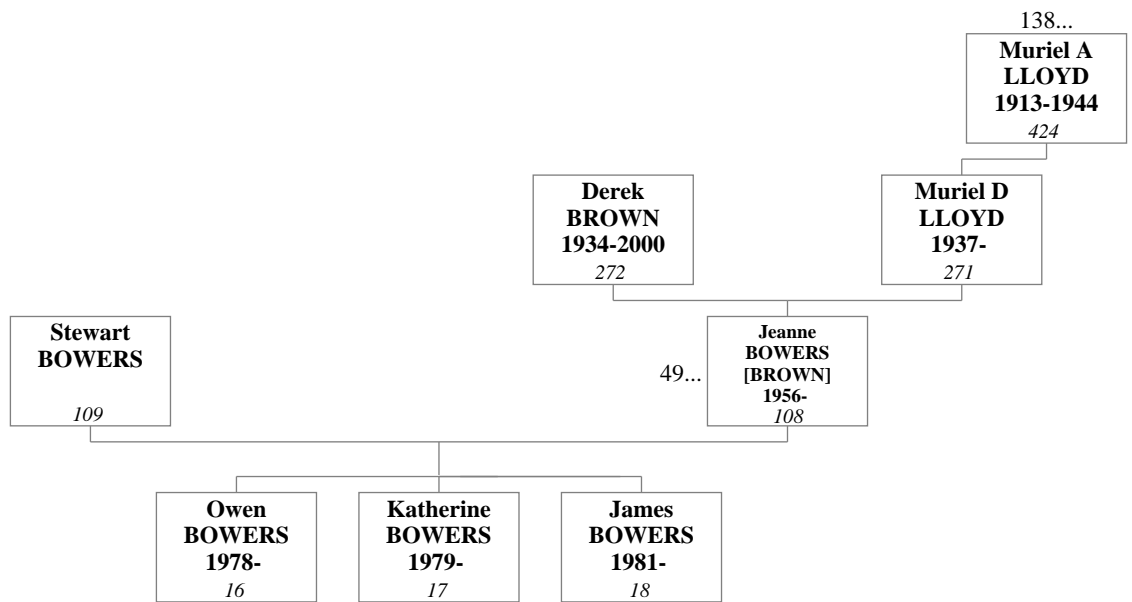 138...
Muriel A
LLOYD
1913-1944
424
Derek
BROWN
1934-2000
272
Muriel D
LLOYD
1937-
271
Stewart
BOWERS
109
49...
Jeanne
BOWERS
[BROWN]
1956-
108
Owen
BOWERS
1978-
16
Katherine
BOWERS
1979-
17
James
BOWERS
1981-
18